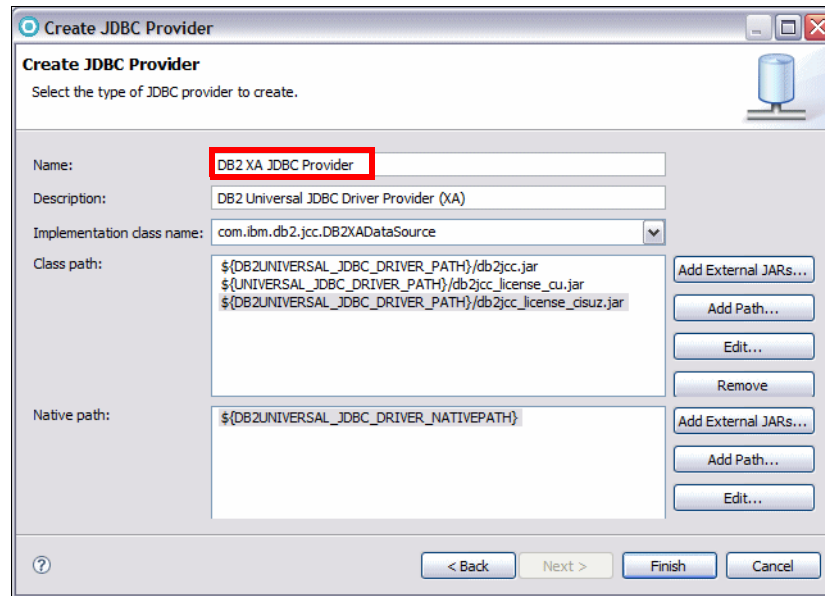 Create JDBC Provider
Create JDBC Provider
Select the type of JDBC provider to create.
Name: DB2 XA JDBC Provider
Description: DB2 Universal JDBC Driver Provider (XA)
Implementation class name: com.ibm.db2.jcc.DB2XADataSource
Class path:
${DB2UNIVERSAL_JDBC_DRIVER_PATH}/db2jcc.jar
${UNIVERSAL_JDBC_DRIVER_PATH}/db2jcc_license_cu.jar
${DB2UNIVERSAL_JDBC_DRIVER_PATH}/db2jcc_license_cisuz.jar
Add External JARs...
Add Path...
Edit...
Remove
Native path:
${DB2UNIVERSAL_JDBC_DRIVER_NATIVEPATH}
Add External JARs...
Add Path...
Edit...
?
< Back Next > Finish Cancel